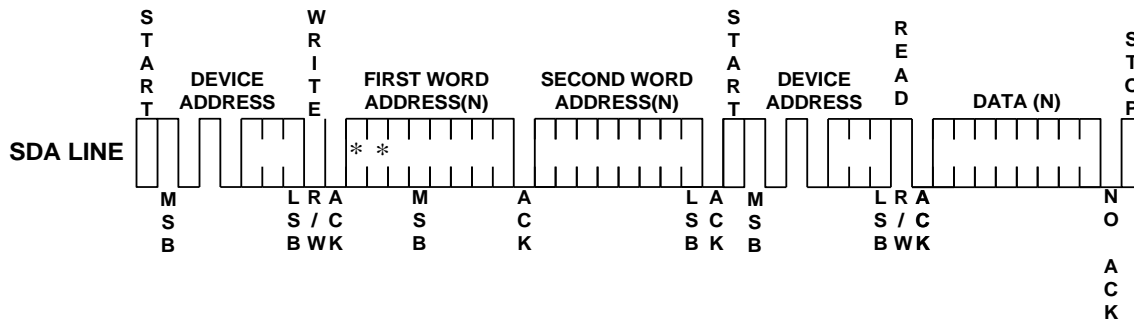 START
WRITE
START
READ
STOP
DEVICE
ADDRESS
FIRST WORD
ADDRESS(N)
SECOND WORD
ADDRESS(N)
DEVICE
ADDRESS
DATA (N)
SDA LINE
* *
MSB
LSB
R/W
ACK
MSB
ACK
LSB
ACK
MSB
LSB
R/W
ACK
NO ACK